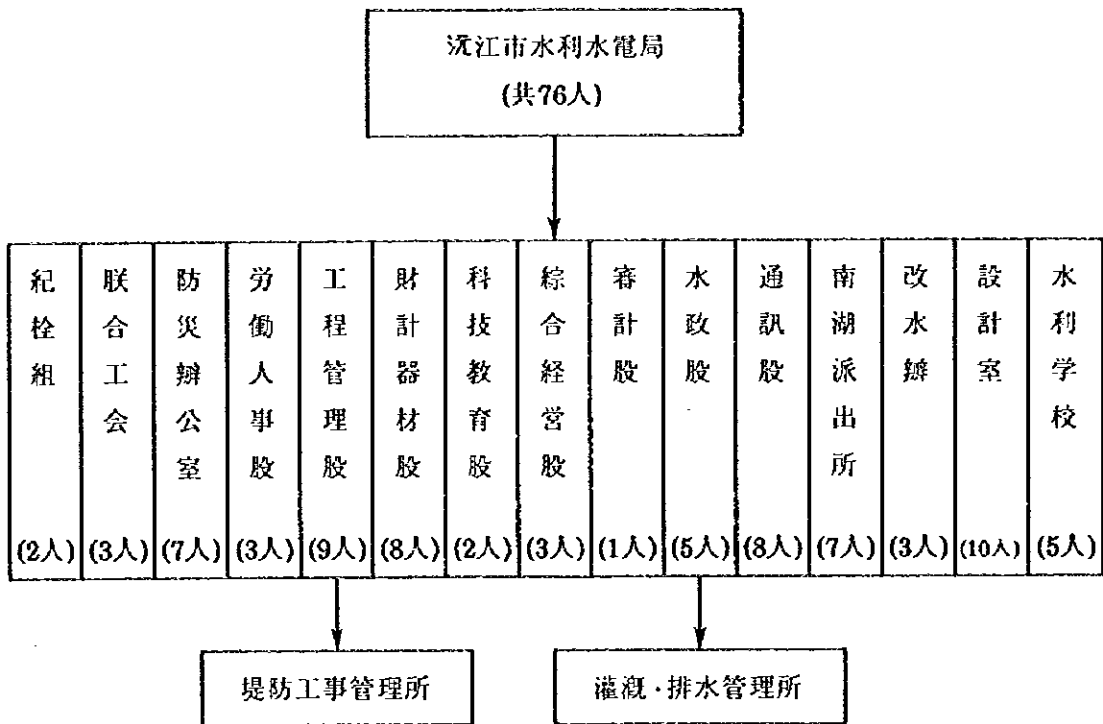 沅江市水利水電局
(共76人)
紀栓組
(2人)
联合工会
(3人)
防災辦公室
(7人)
労働人事股
(3人)
工程管理股
(9人)
財計器材股
(8人)
科技教育股
(2人)
綜合経営股
(3人)
審計股
(1人)
水政股
(5人)
通訊股
(8人)
南湖派出所
(7人)
改水辦
(3人)
設計室
(10人)
水利学校
(5人)
堤防工事管理所
灌漑·排水管理所